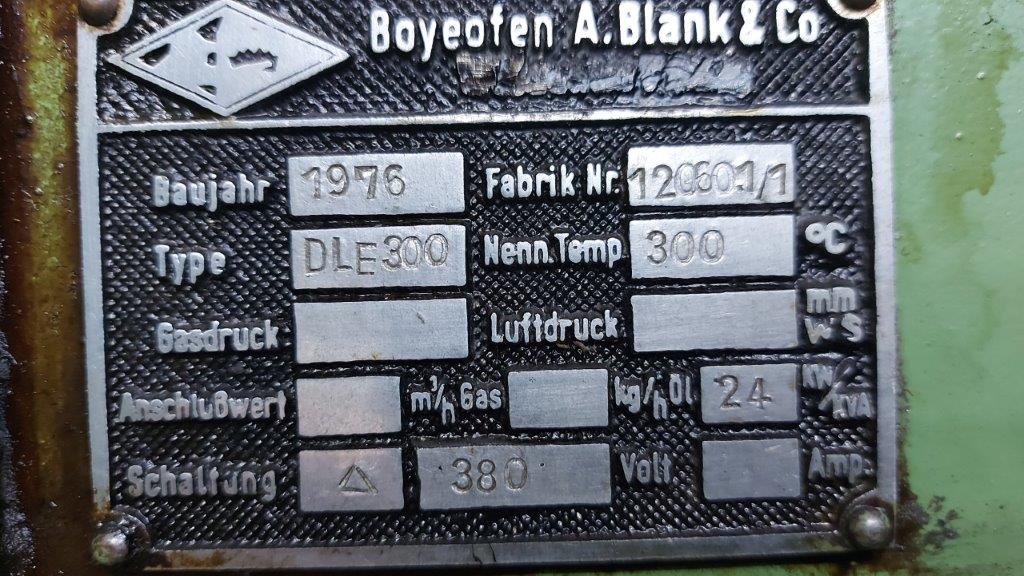 Boyeofen A. Blank & Co
Baujahr 1976 Fabrik Nr. 120601/1
Type DLE300 Nenn.Temp 300 °C
Gasdruck Luftdruck mm WS
Anschlußwert m³/h Gas kg/h Öl 24 KW/KVA
Schaltung △ 380 Volt Amp.